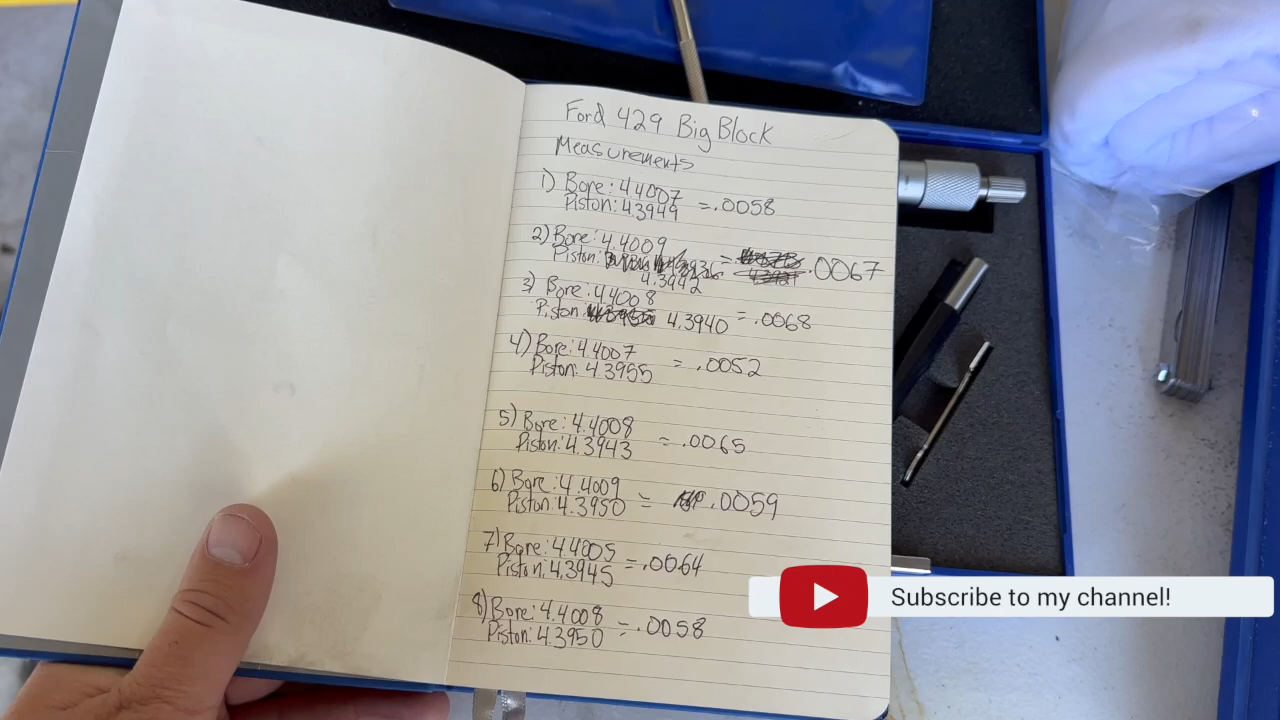 Ford 429 Big Block
Measurements
1) Bore: 4.4007
Piston: 4.3949 = .0058
2) Bore: 4.4009
Piston: = .0067
4.3942
3) Bore: 4.4008
Piston: 4.3940 = .0068
4) Bore: 4.4007
Piston: 4.3955 = .0052
5) Bore: 4.4008
Piston: 4.3943 = .0065
6) Bore: 4.4009
Piston: 4.3950 = .0059
7) Bore: 4.4005
Piston: 4.3945 = .0064
8) Bore: 4.4008
Piston: 4.3950 = .0058
Subscribe to my channel!